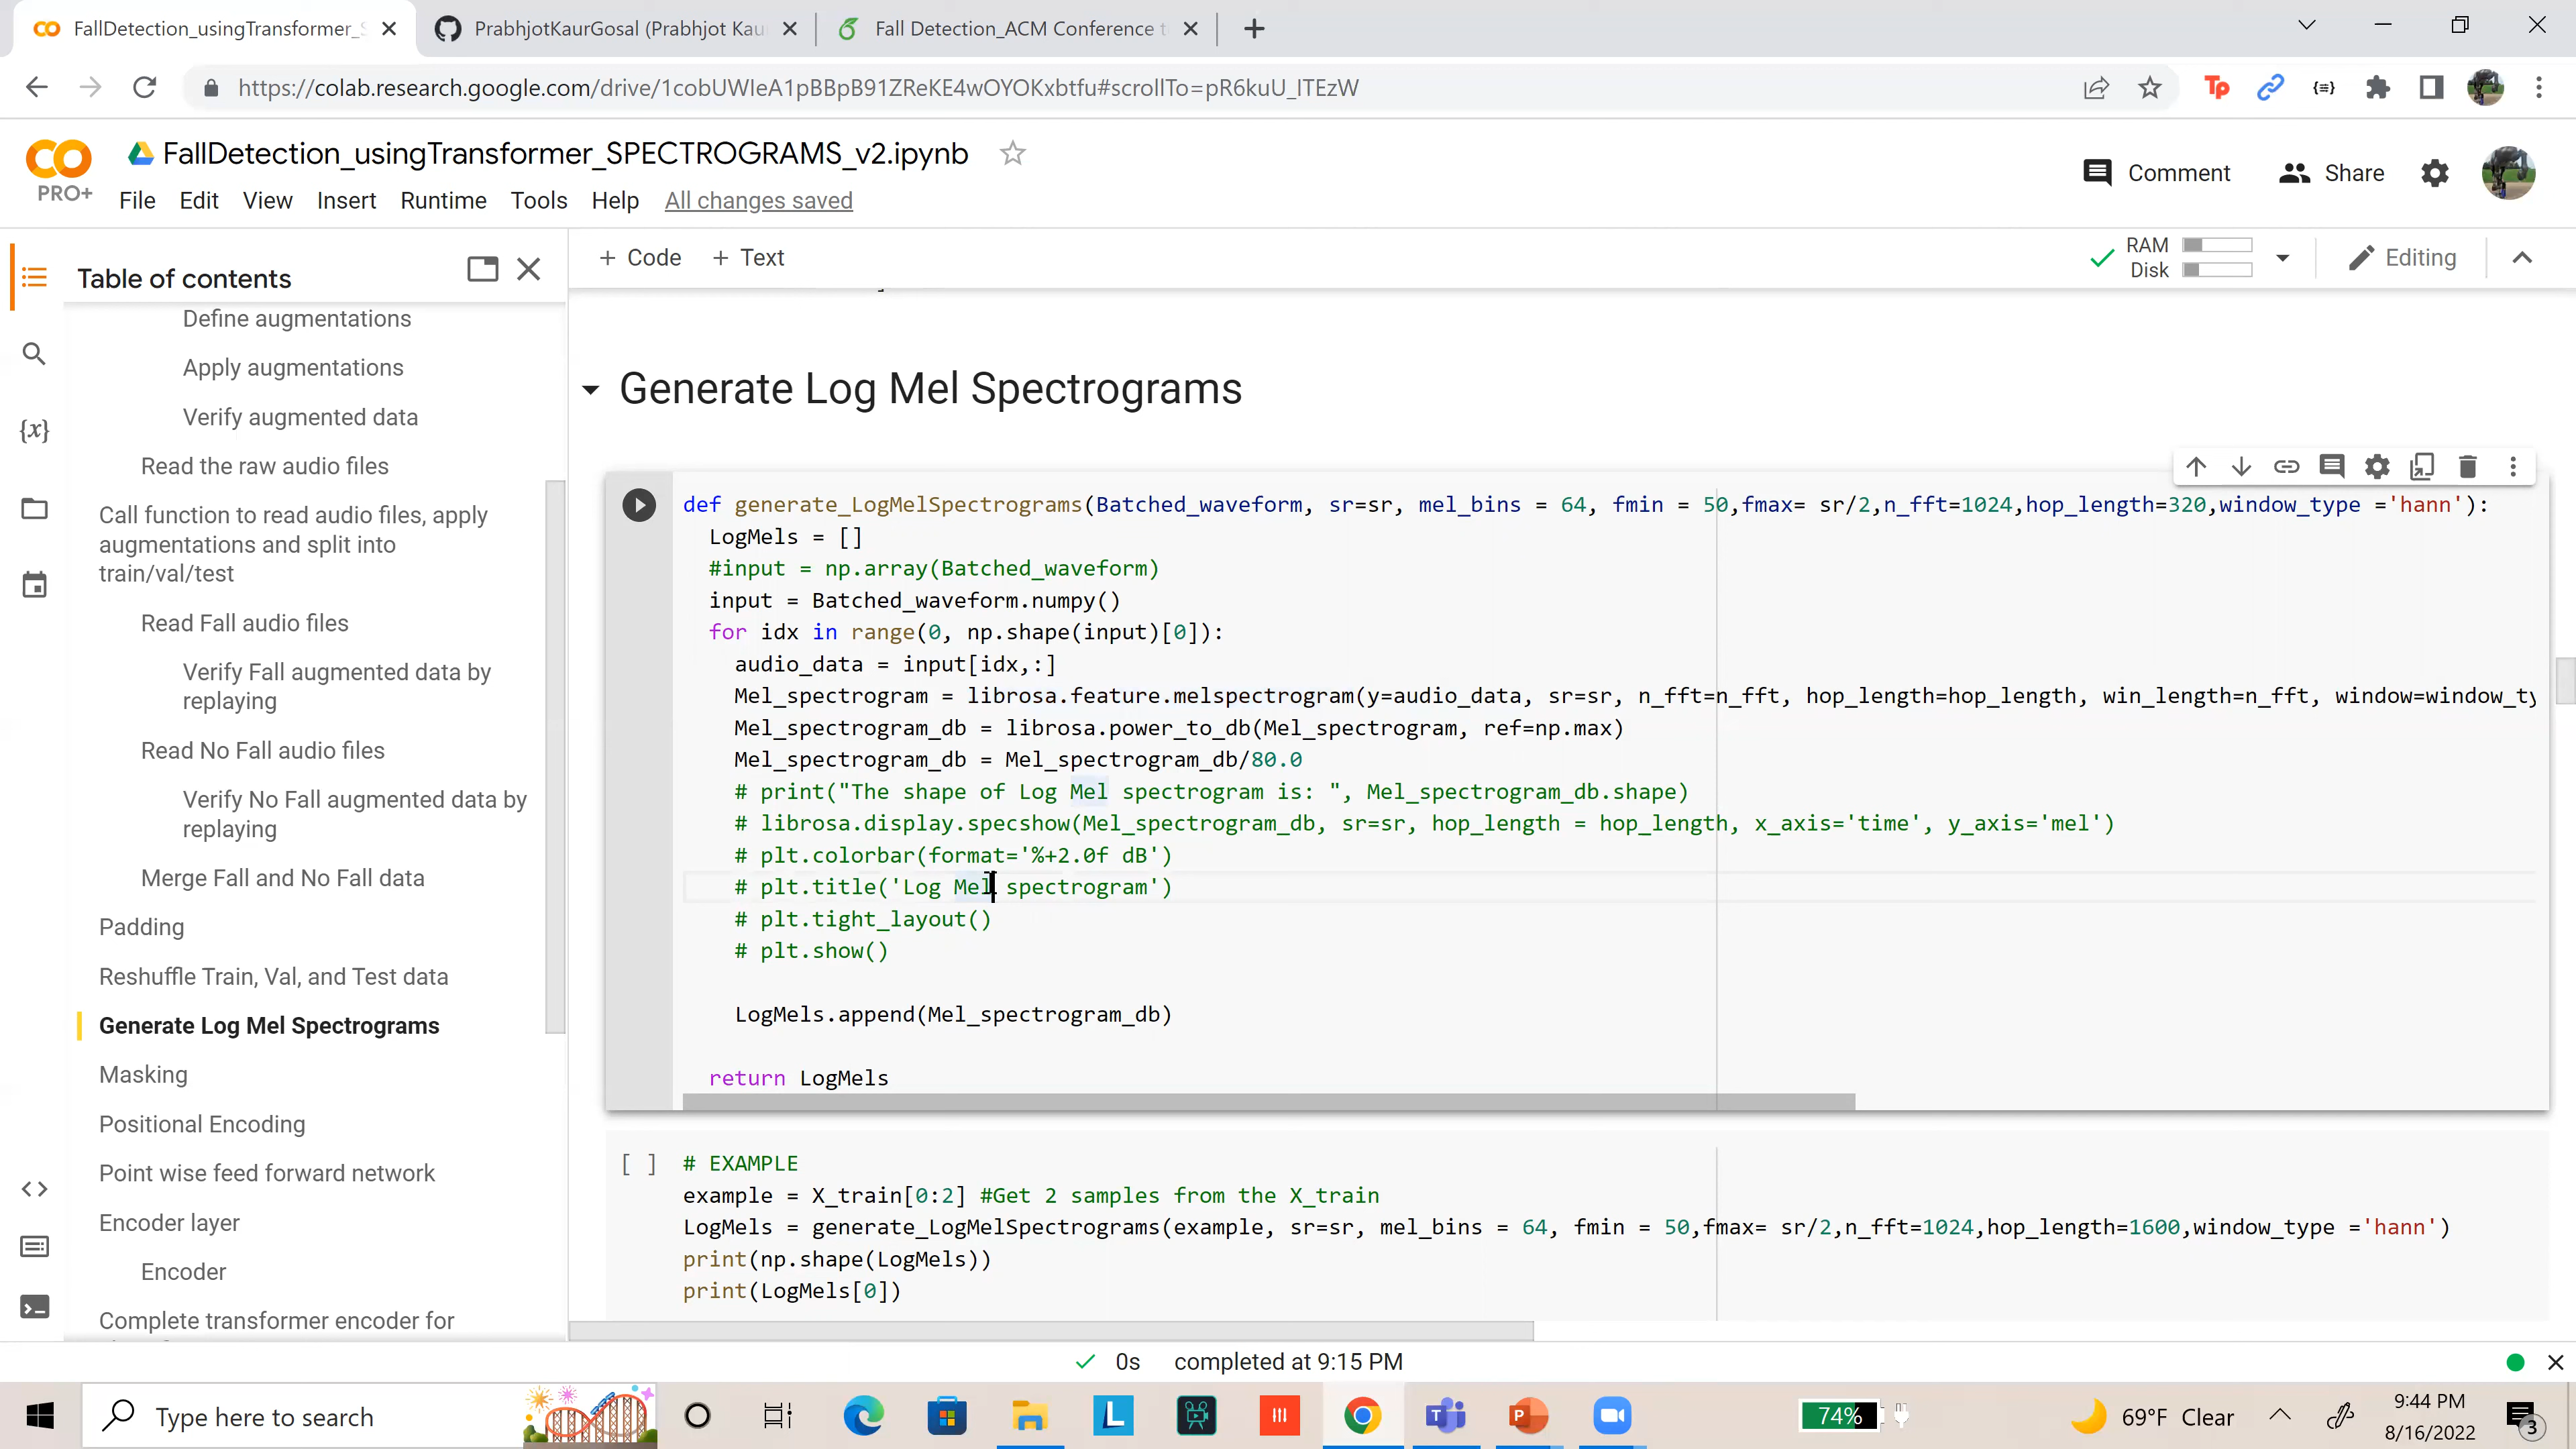 FallDetection_usingTransformer_S
PrabhjotKaurGosal (Prabhjot Kau
Fall Detection_ACM Conference t
https://colab.research.google.com/drive/1cobUWIeA1pBBpB91ZReKE4wOYOKxbtfu#scrollTo=pR6kuU_ITEzW
Tp
PRO+
FallDetection_usingTransformer_SPECTROGRAMS_v2.ipynb
File Edit View Insert Runtime Tools Help All changes saved
Comment Share
Table of contents
+ Code + Text
RAM
Disk
Editing
Define augmentations
Apply augmentations
Verify augmented data
Read the raw audio files
Call function to read audio files, apply
augmentations and split into
train/val/test
Read Fall audio files
Verify Fall augmented data by
replaying
Read No Fall audio files
Verify No Fall augmented data by
replaying
Merge Fall and No Fall data
Padding
Reshuffle Train, Val, and Test data
Generate Log Mel Spectrograms
Masking
Positional Encoding
Point wise feed forward network
Encoder layer
Encoder
Complete transformer encoder for
Generate Log Mel Spectrograms
def generate_LogMelSpectrograms(Batched_waveform, sr=sr, mel_bins = 64, fmin = 50,fmax= sr/2,n_fft=1024,hop_length=320,window_type ='hann'):
LogMels = []
#input = np.array(Batched_waveform)
input = Batched_waveform.numpy()
for idx in range(0, np.shape(input)[0]):
audio_data = input[idx,:]
Mel_spectrogram = librosa.feature.melspectrogram(y=audio_data, sr=sr, n_fft=n_fft, hop_length=hop_length, win_length=n_fft, window=window_ty
Mel_spectrogram_db = librosa.power_to_db(Mel_spectrogram, ref=np.max)
Mel_spectrogram_db = Mel_spectrogram_db/80.0
# print("The shape of Log Mel spectrogram is: ", Mel_spectrogram_db.shape)
# librosa.display.specshow(Mel_spectrogram_db, sr=sr, hop_length = hop_length, x_axis='time', y_axis='mel')
# plt.colorbar(format='%+2.0f dB')
# plt.title('Log Mel spectrogram')
# plt.tight_layout()
# plt.show()
LogMels.append(Mel_spectrogram_db)
return LogMels
[ ] # EXAMPLE
example = X_train[0:2] #Get 2 samples from the X_train
LogMels = generate_LogMelSpectrograms(example, sr=sr, mel_bins = 64, fmin = 50,fmax= sr/2,n_fft=1024,hop_length=1600,window_type ='hann')
print(np.shape(LogMels))
print(LogMels[0])
0s completed at 9:15 PM
Type here to search
74%
69°F Clear
9:44 PM
8/16/2022
3